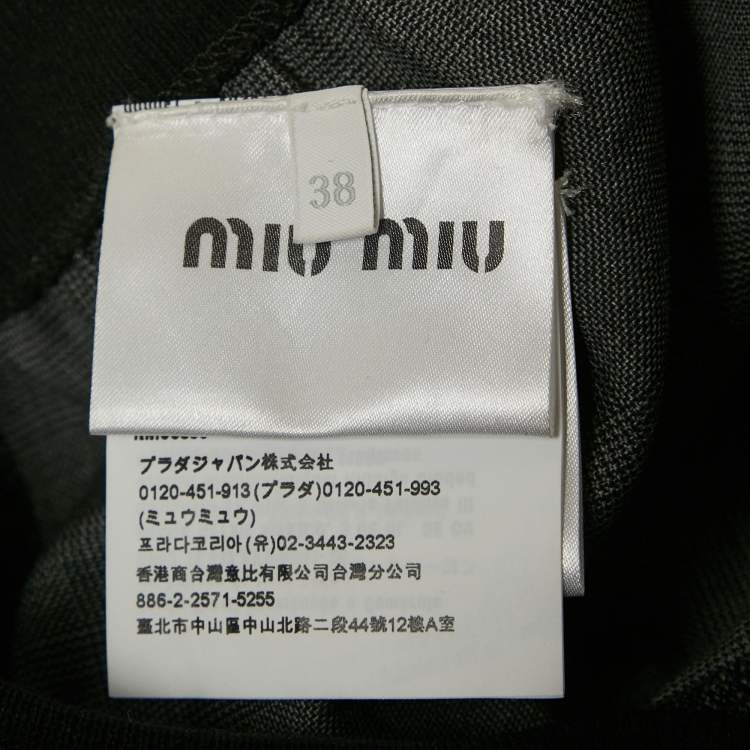 38
miu miu
プラダジャパン株式会社
0120-451-913(プラダ)0120-451-993
(ミュウミュウ)
프라다코리아(유)02-3443-2323
香港商台灣意比有限公司台灣分公司
886-2-2571-5255
臺北市中山區中山北路二段44號12樓A室